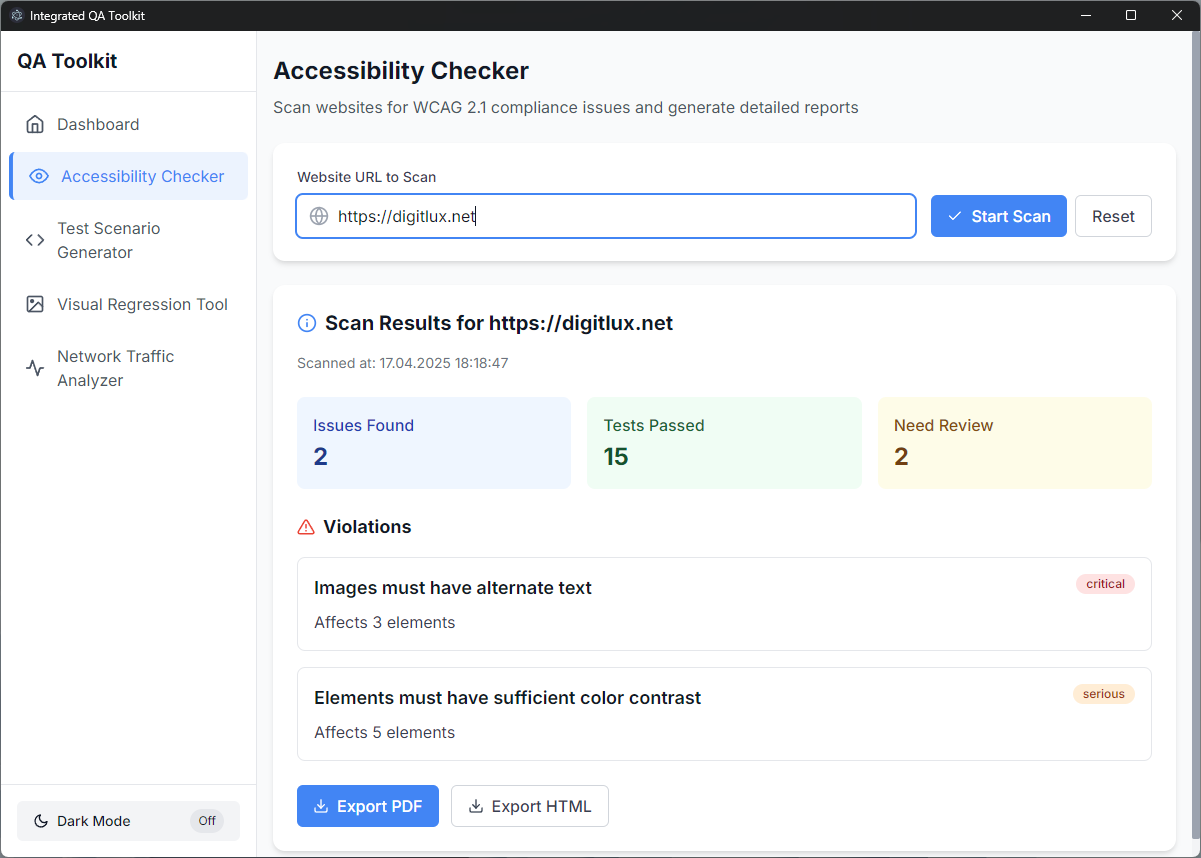 Integrated QA Toolkit
QA Toolkit
Dashboard
Accessibility Checker
Test Scenario
Generator
Visual Regression Tool
Network Traffic
Analyzer
Dark Mode
Off
Accessibility Checker
Scan websites for WCAG 2.1 compliance issues and generate detailed reports
Website URL to Scan
https://digitlux.net
Start Scan
Reset
Scan Results for https://digitlux.net
Scanned at: 17.04.2025 18:18:47
Issues Found
2
Tests Passed
15
Need Review
2
Violations
Images must have alternate text
critical
Affects 3 elements
Elements must have sufficient color contrast
serious
Affects 5 elements
Export PDF
Export HTML